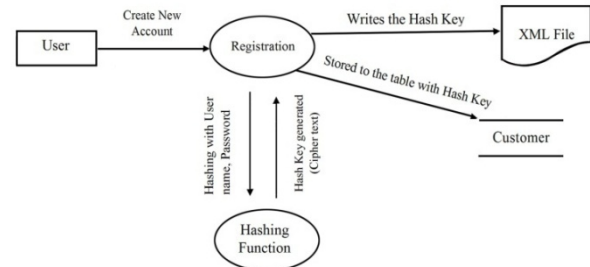 Create New
Account
User
Registration
Writes the Hash Key
XML File
Stored to the table with Hash Key
Customer
Hashing with User
name, Password
Hash Key generated
(Cipher text)
Hashing
Function